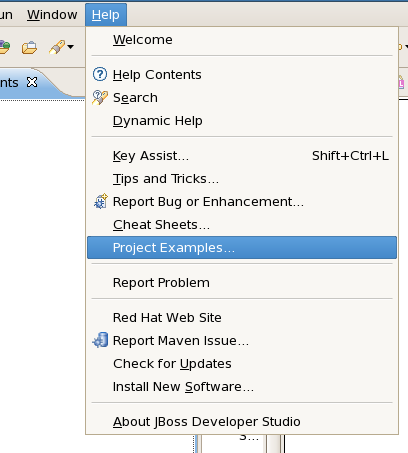 un Window Help
nts
Welcome
Help Contents
Search
Dynamic Help
Key Assist... Shift+Ctrl+L
Tips and Tricks...
Report Bug or Enhancement...
Cheat Sheets...
Project Examples...
Report Problem
Red Hat Web Site
Report Maven Issue...
Check for Updates
Install New Software...
About JBoss Developer Studio
S...